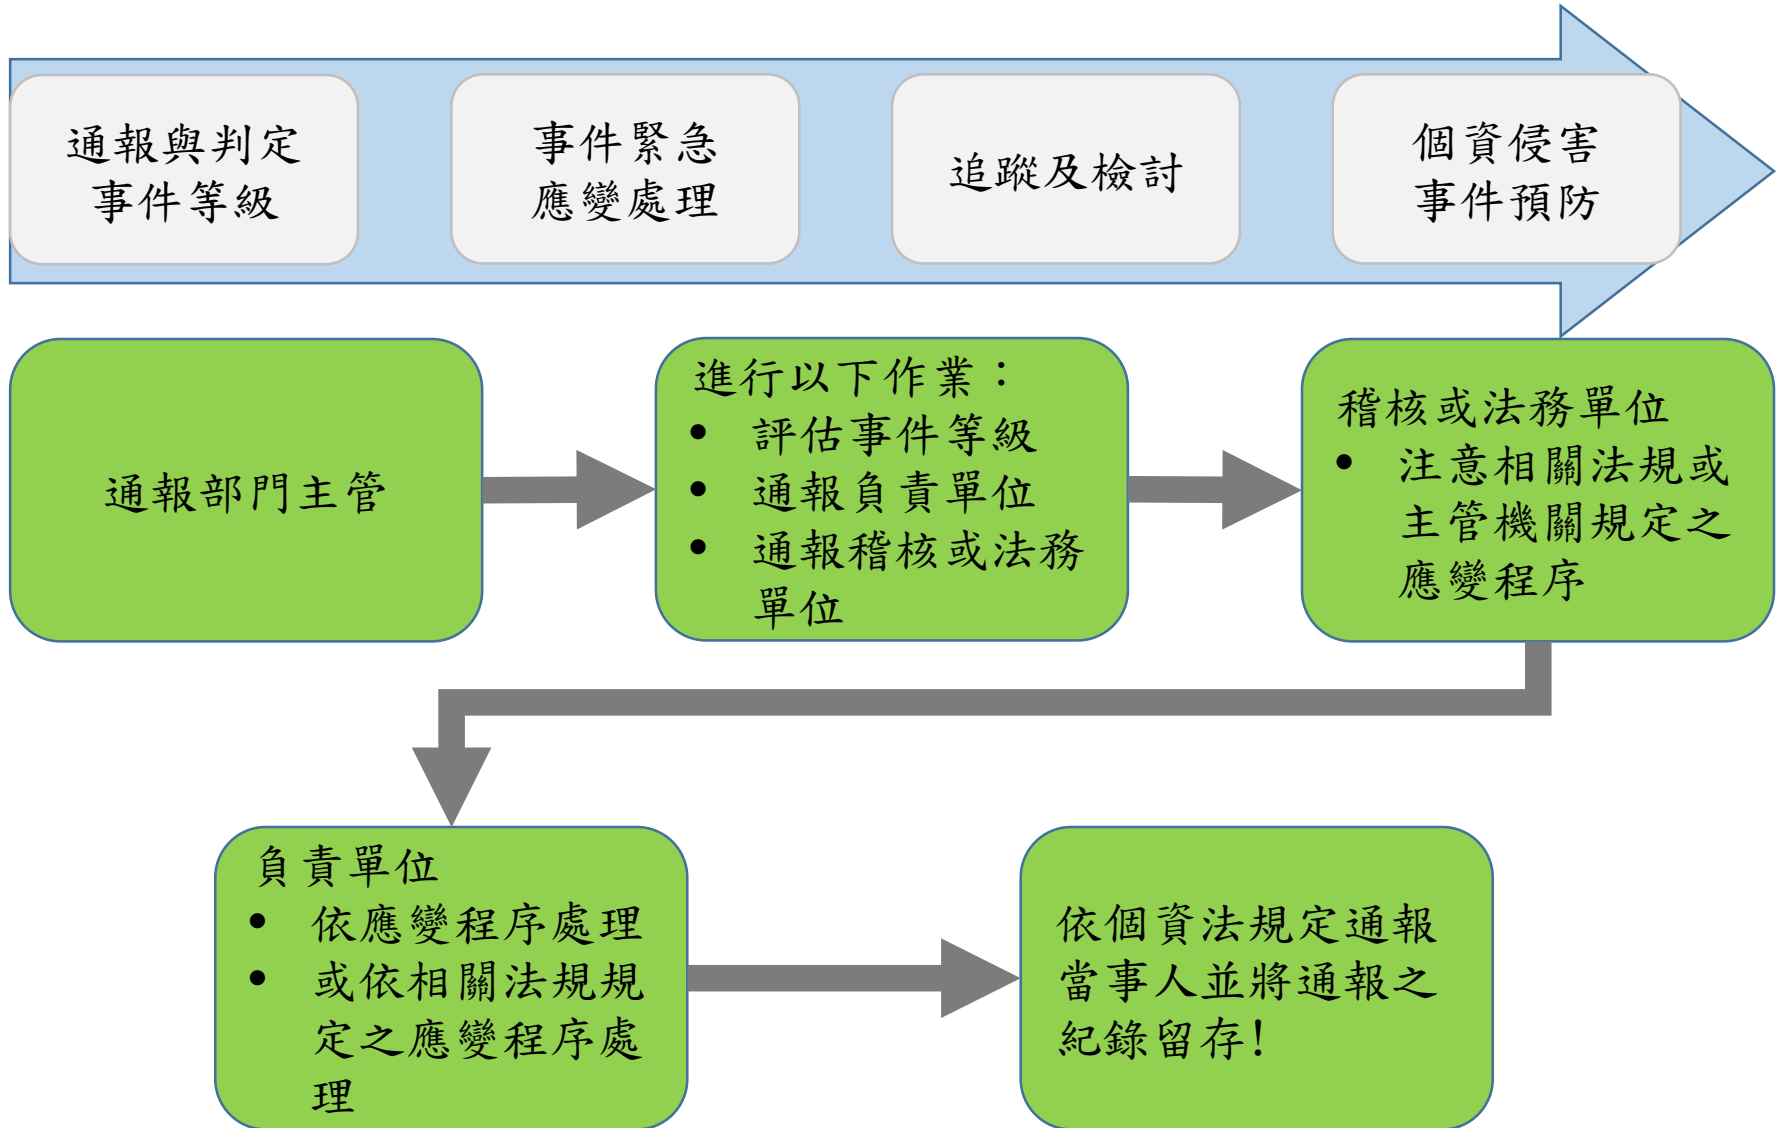 通報與判定
事件等級
事件緊急
應變處理
追蹤及檢討
個資侵害
事件預防
通報部門主管
進行以下作業：
• 評估事件等級
• 通報負責單位
• 通報稽核或法務
單位
稽核或法務單位
• 注意相關法規或
主管機關規定之
應變程序
負責單位
• 依應變程序處理
• 或依相關法規規
定之應變程序處
理
依個資法規定通報
當事人並將通報之
紀錄留存!